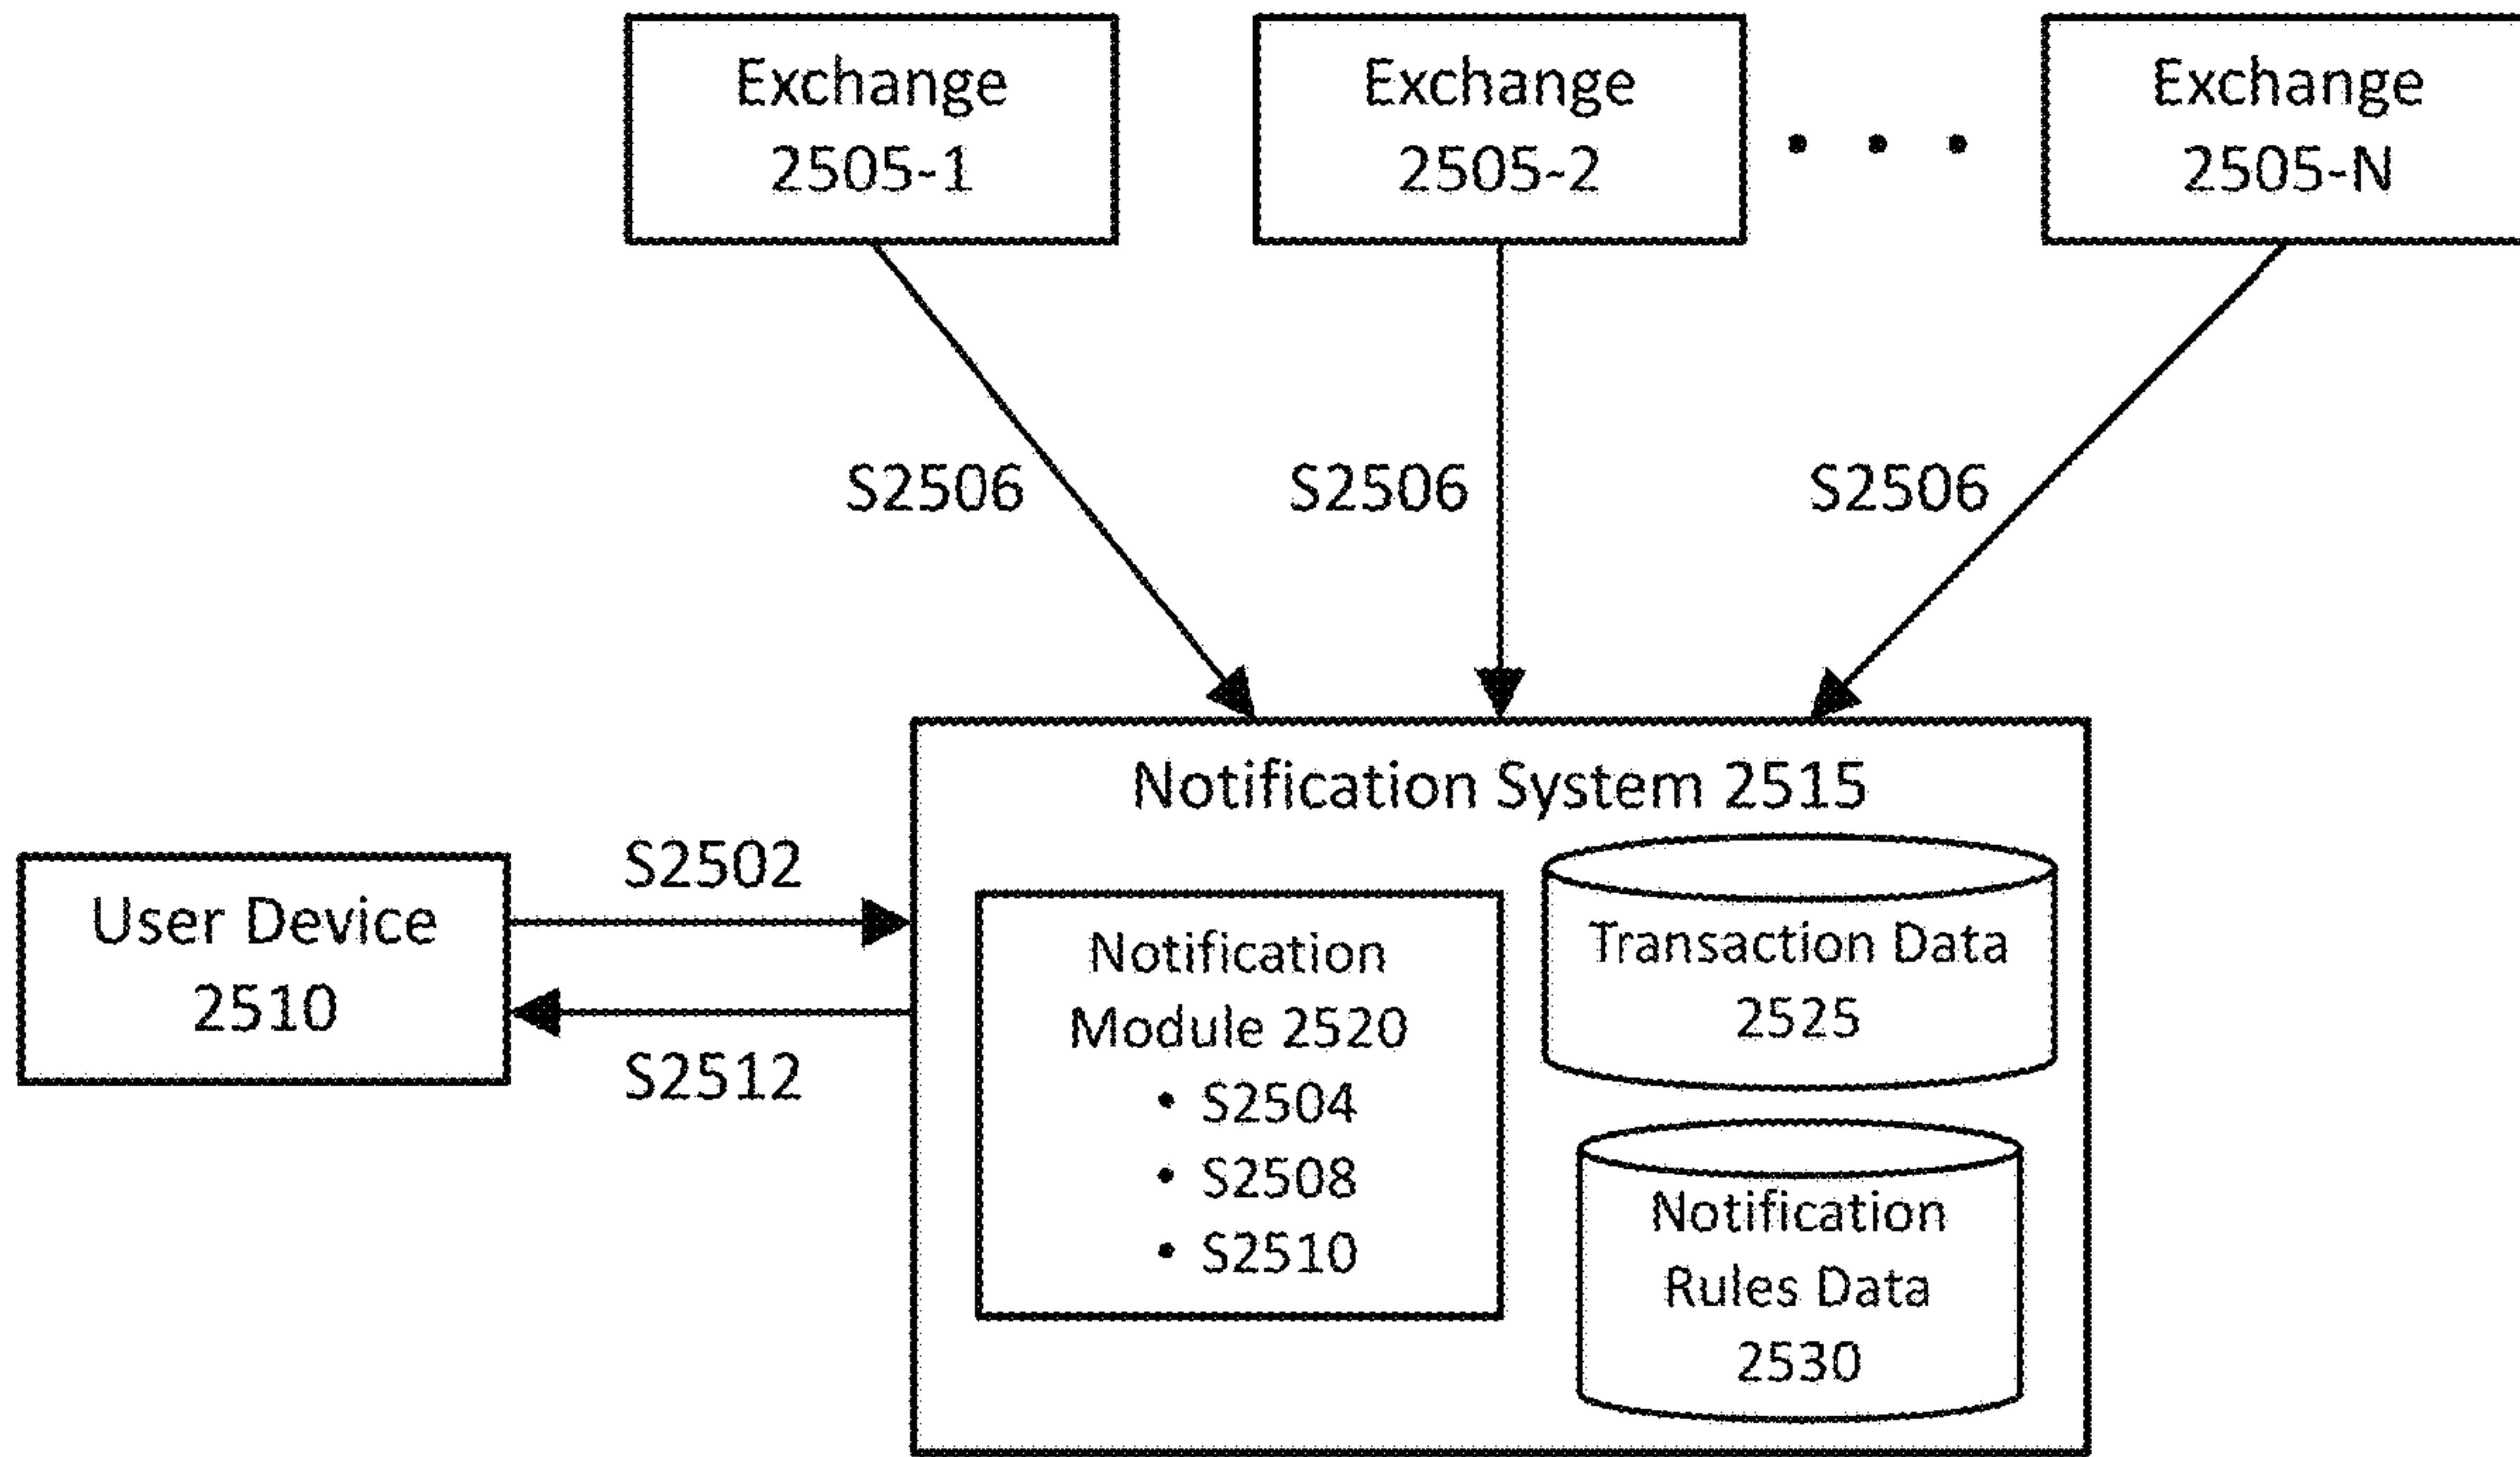 Exchange
2505-1
Exchange
2505-2
• • •
Exchange
2505-N
S2506
S2506
S2506
Notification System 2515
User Device
2510
S2502
S2512
Notification
Module 2520
• S2504
• S2508
• S2510
Transaction Data
2525
Notification
Rules Data
2530